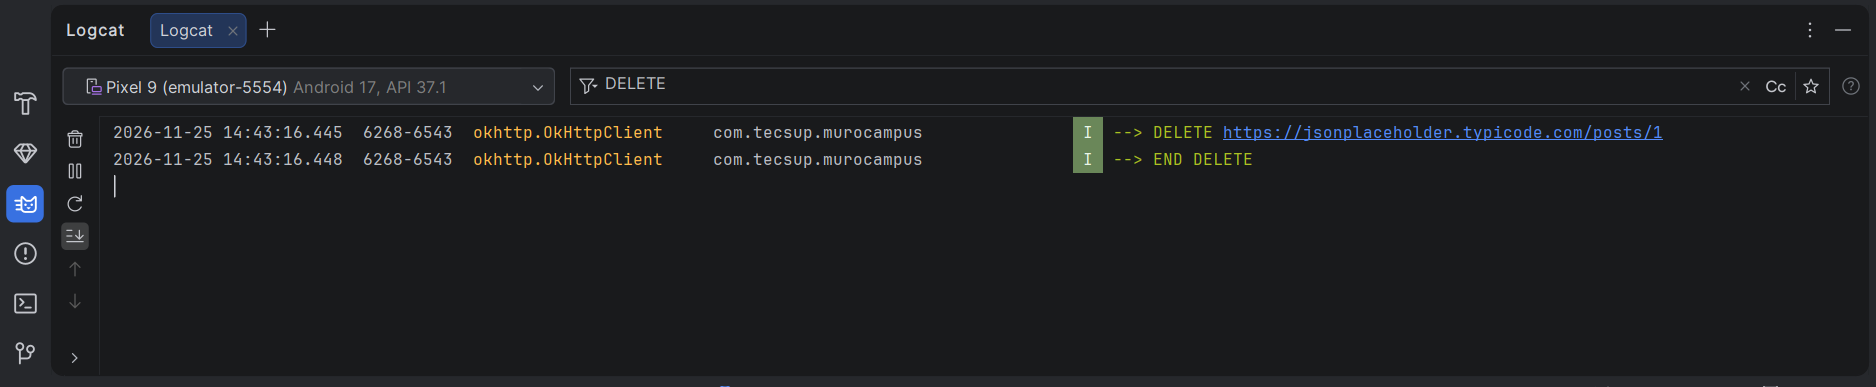 Logcat Logcat
Pixel 9 (emulator-5554) Android 17, API 37.1 DELETE Cc
2026-11-25 14:43:16.445 6268-6543 okhttp.OkHttpClient com.tecsup.murocampus I --> DELETE https://jsonplaceholder.typicode.com/posts/1
2026-11-25 14:43:16.448 6268-6543 okhttp.OkHttpClient com.tecsup.murocampus I --> END DELETE